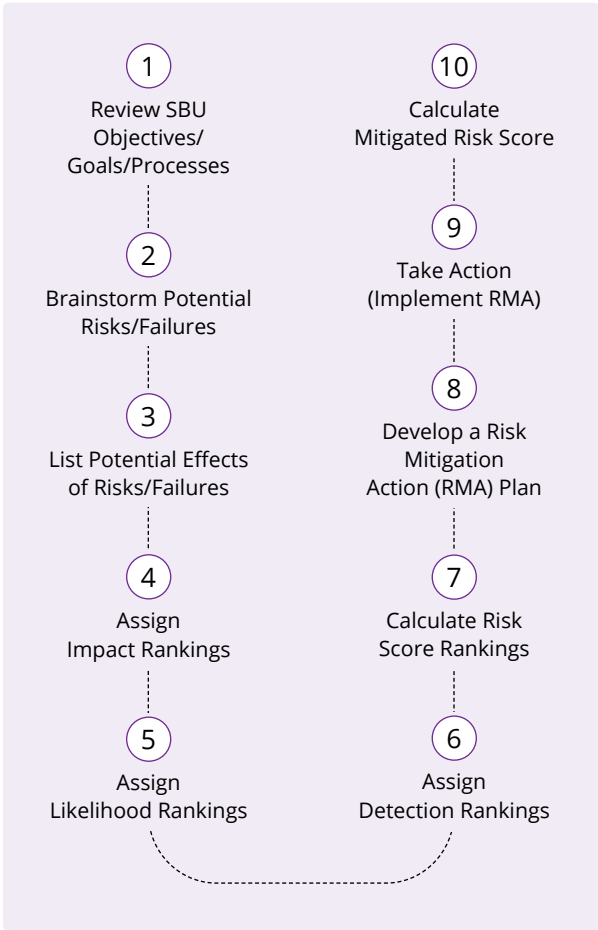 1
Review SBU
Objectives/
Goals/Processes
2
Brainstorm Potential
Risks/Failures
3
List Potential Effects
of Risks/Failures
4
Assign
Impact Rankings
5
Assign
Likelihood Rankings
6
Assign
Detection Rankings
7
Calculate Risk
Score Rankings
8
Develop a Risk
Mitigation
Action (RMA) Plan
9
Take Action
(Implement RMA)
10
Calculate
Mitigated Risk Score